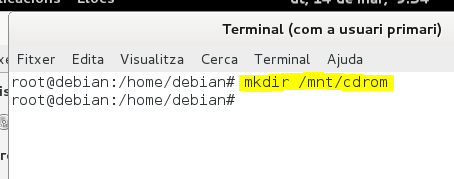 Terminal (com a usuari primari)
Fitxer Edita Visualitza Cerca Terminal Ajuda
root@debian:/home/debian# mkdir /mnt/cdrom
root@debian:/home/debian#